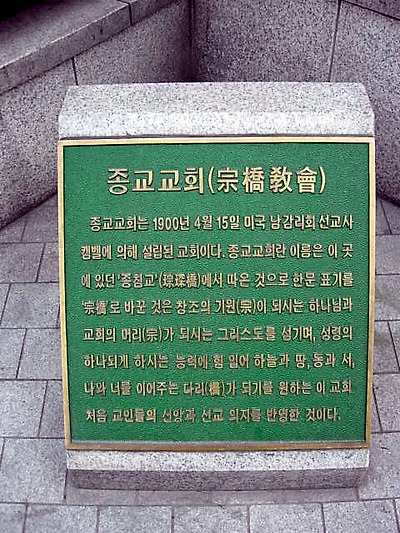 종교교회(宗橋敎會)
종교교회는 1900년 4월 15일 미국 남감리회 선교사
캠벨에 의해 설립된 교회이다. 종교교회란 이름은 이 곳
에 있던 '종침교'(琮琛橋)에서 따온 것으로 한문 표기를
'宗橋'로 바꾼 것은 창조의 기원(宗)이 되시는 하나님과
교회의 머리(宗)가 되시는 그리스도를 섬기며, 성령의
하나되게 하시는 능력에 힘 입어 하늘과 땅, 동과 서,
나와 너를 이어주는 다리(橋)가 되기를 원하는 이 교회
처음 교인들의 신앙과 선교 의지를 반영한 것이다.